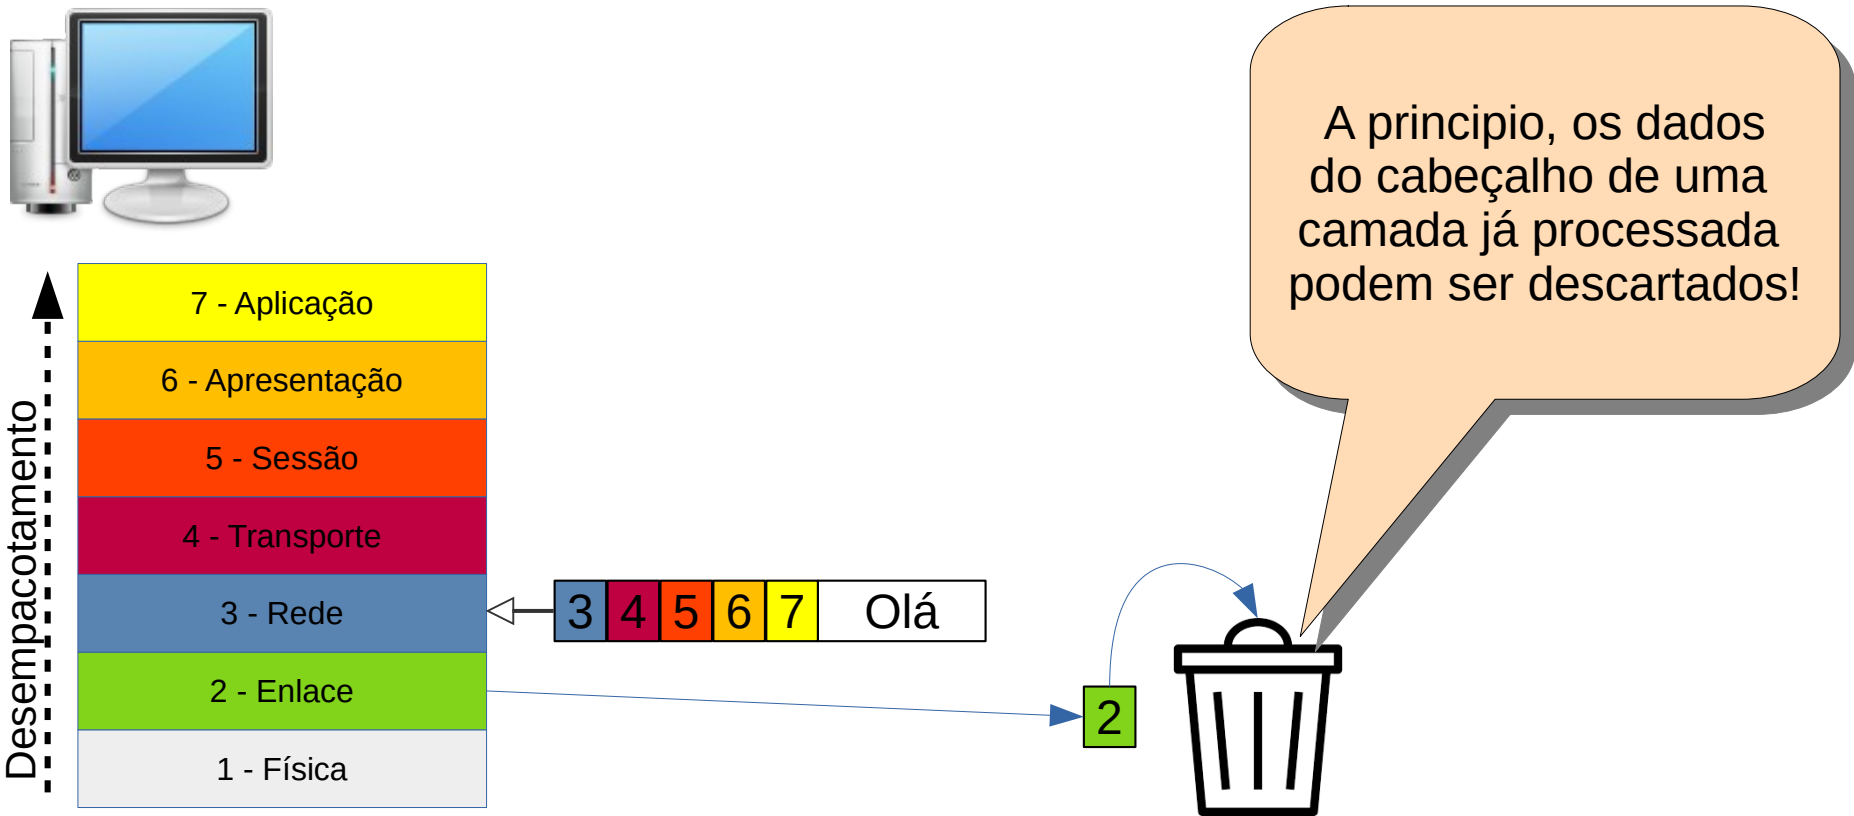 A principio, os dados
do cabeçalho de uma
camada já processada
podem ser descartados!
Desempacotamento
7 - Aplicação
6 - Apresentação
5 - Sessão
4 - Transporte
3 - Rede
2 - Enlace
1 - Física
3 4 5 6 7 Olá
2